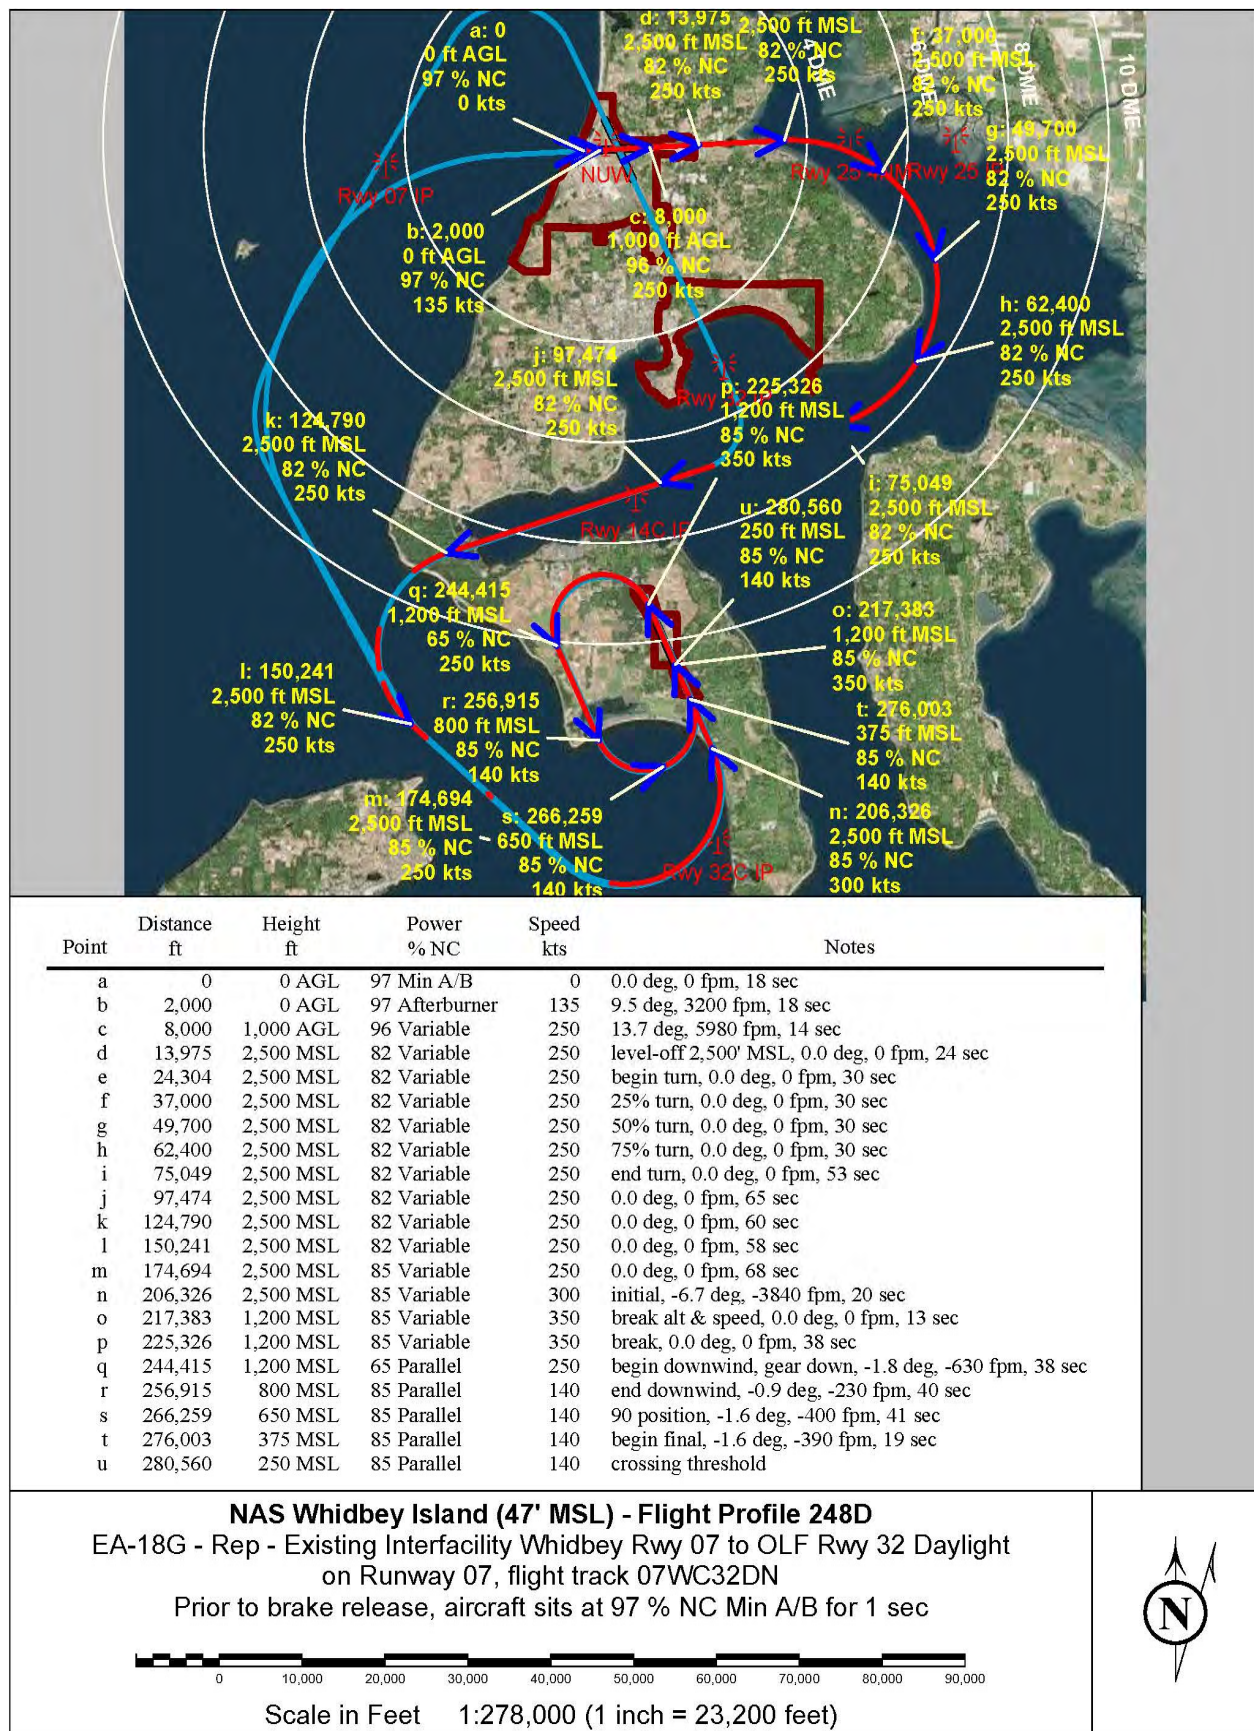 a: 0
0 ft AGL
97 % NC
0 kts
d: 13,975
2,500 ft MSL
82 % NC
250 kts
2,500 ft MSL
82 % NC
250 kts
4 DME
f: 37,000
2,500 ft MSL
82 % NC
250 kts
6 DME
8 DME
10 DME
g: 49,700
2,500 ft MSL
82 % NC
250 kts
Rwy 07 IP
NUW
Rwy 25 4NM
Rwy 25 IP
b: 2,000
0 ft AGL
97 % NC
135 kts
c: 8,000
1,000 ft AGL
96 % NC
250 kts
h: 62,400
2,500 ft MSL
82 % NC
250 kts
j: 97,474
2,500 ft MSL
82 % NC
250 kts
Rwy 32 IP
p: 225,326
1,200 ft MSL
85 % NC
350 kts
k: 124,790
2,500 ft MSL
82 % NC
250 kts
i: 75,049
2,500 ft MSL
82 % NC
250 kts
Rwy 14C IP
u: 280,560
250 ft MSL
85 % NC
140 kts
q: 244,415
1,200 ft MSL
65 % NC
250 kts
o: 217,383
1,200 ft MSL
85 % NC
350 kts
l: 150,241
2,500 ft MSL
82 % NC
250 kts
r: 256,915
800 ft MSL
85 % NC
140 kts
t: 276,003
375 ft MSL
85 % NC
140 kts
m: 174,694
2,500 ft MSL
85 % NC
250 kts
s: 266,259
650 ft MSL
85 % NC
140 kts
n: 206,326
2,500 ft MSL
85 % NC
300 kts
Rwy 32C IP
Distance Height Power Speed
Point ft ft % NC kts Notes
a 0 0 AGL 97 Min A/B 0 0.0 deg, 0 fpm, 18 sec
b 2,000 0 AGL 97 Afterburner 135 9.5 deg, 3200 fpm, 18 sec
c 8,000 1,000 AGL 96 Variable 250 13.7 deg, 5980 fpm, 14 sec
d 13,975 2,500 MSL 82 Variable 250 level-off 2,500' MSL, 0.0 deg, 0 fpm, 24 sec
e 24,304 2,500 MSL 82 Variable 250 begin turn, 0.0 deg, 0 fpm, 30 sec
f 37,000 2,500 MSL 82 Variable 250 25% turn, 0.0 deg, 0 fpm, 30 sec
g 49,700 2,500 MSL 82 Variable 250 50% turn, 0.0 deg, 0 fpm, 30 sec
h 62,400 2,500 MSL 82 Variable 250 75% turn, 0.0 deg, 0 fpm, 30 sec
i 75,049 2,500 MSL 82 Variable 250 end turn, 0.0 deg, 0 fpm, 53 sec
j 97,474 2,500 MSL 82 Variable 250 0.0 deg, 0 fpm, 65 sec
k 124,790 2,500 MSL 82 Variable 250 0.0 deg, 0 fpm, 60 sec
l 150,241 2,500 MSL 82 Variable 250 0.0 deg, 0 fpm, 58 sec
m 174,694 2,500 MSL 85 Variable 250 0.0 deg, 0 fpm, 68 sec
n 206,326 2,500 MSL 85 Variable 300 initial, -6.7 deg, -3840 fpm, 20 sec
o 217,383 1,200 MSL 85 Variable 350 break alt & speed, 0.0 deg, 0 fpm, 13 sec
p 225,326 1,200 MSL 85 Variable 350 break, 0.0 deg, 0 fpm, 38 sec
q 244,415 1,200 MSL 65 Parallel 250 begin downwind, gear down, -1.8 deg, -630 fpm, 38 sec
r 256,915 800 MSL 85 Parallel 140 end downwind, -0.9 deg, -230 fpm, 40 sec
s 266,259 650 MSL 85 Parallel 140 90 position, -1.6 deg, -400 fpm, 41 sec
t 276,003 375 MSL 85 Parallel 140 begin final, -1.6 deg, -390 fpm, 19 sec
u 280,560 250 MSL 85 Parallel 140 crossing threshold
NAS Whidbey Island (47' MSL) - Flight Profile 248D
EA-18G - Rep - Existing Interfacility Whidbey Rwy 07 to OLF Rwy 32 Daylight
on Runway 07, flight track 07WC32DN
Prior to brake release, aircraft sits at 97 % NC Min A/B for 1 sec
0 10,000 20,000 30,000 40,000 50,000 60,000 70,000 80,000 90,000
Scale in Feet 1:278,000 (1 inch = 23,200 feet)
N